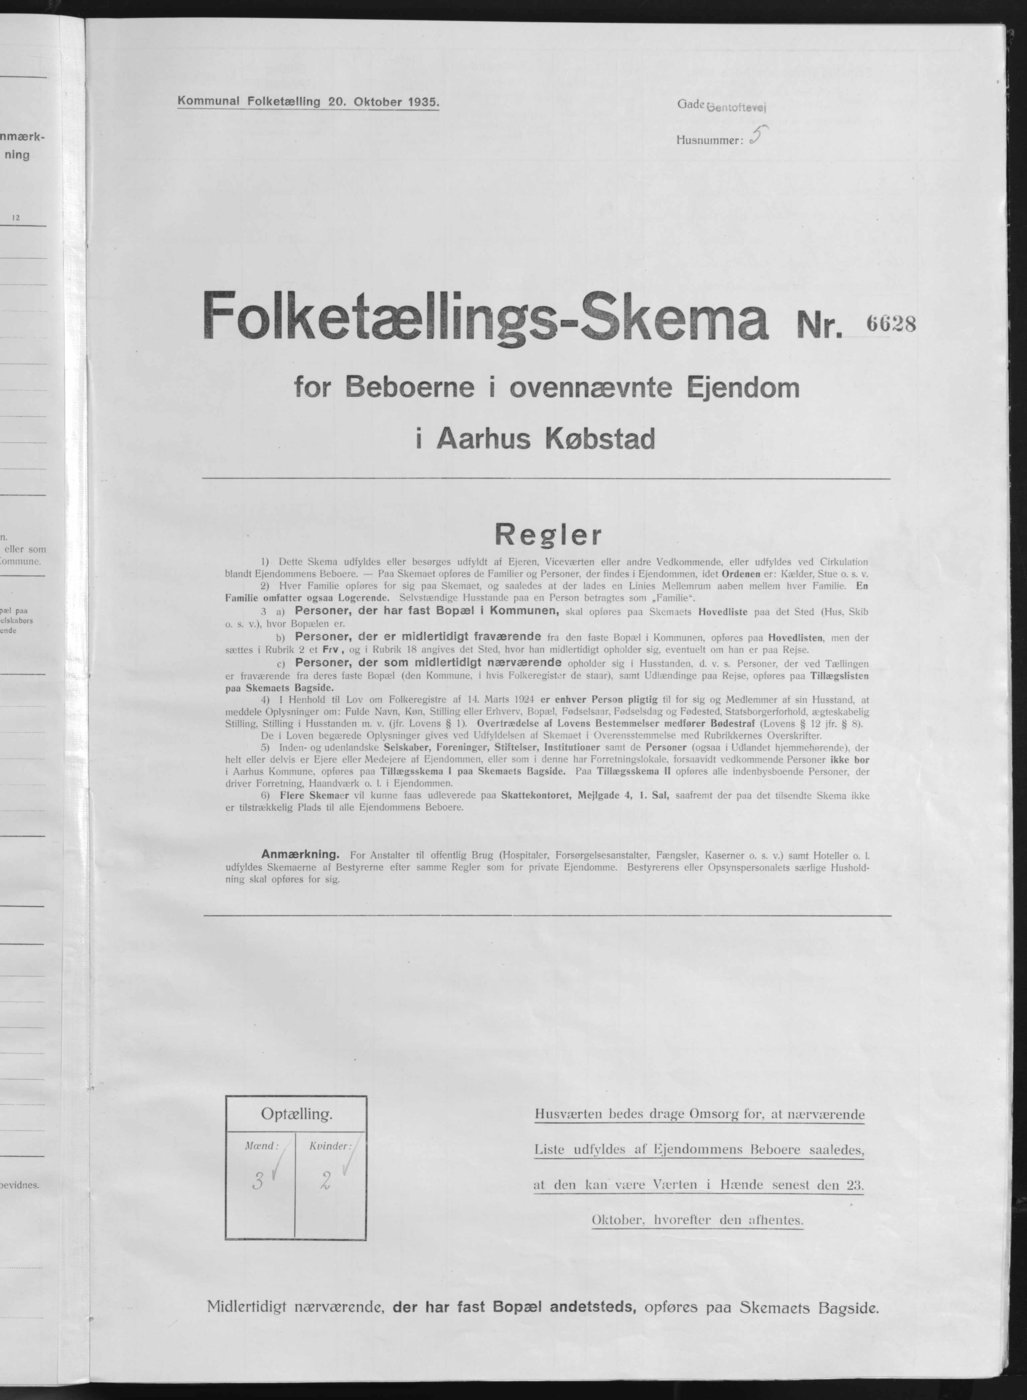 Kommunal Folketælling 20. Oktober 1935.
Gade Gentoftevej
Husnummer: 5
Folketællings-Skema Nr. 6628
for Beboerne i ovennævnte Ejendom
i Aarhus Købstad
Regler
1) Dette Skema udfyldes eller besørges udfyldt af Ejeren, Viceværten eller andre Vedkommende, eller udfyldes ved Cirkulation
blandt Ejendommens Beboere. — Paa Skemaet opføres de Familier og Personer, der findes i Ejendommen, idet Ordenen er: Kælder, Stue o. s. v.
2) Hver Familie opføres for sig paa Skemaet, og saaledes at der lades en Linies Mellemrum aaben mellem hver Familie. En
Familie omfatter ogsaa Logerende. Selvstændige Husstande paa en Person betragtes som „Familie“.
3 a) Personer, der har fast Bopæl i Kommunen, skal opføres paa Skemaets Hovedliste paa det Sted (Hus, Skib
o. s. v.), hvor Bopælen er.
b) Personer, der er midlertidigt fraværende fra den faste Bopæl i Kommunen, opføres paa Hovedlisten, men der
sættes i Rubrik 2 et Frv , og i Rubrik 18 angives det Sted, hvor han midlertidigt opholder sig, eventuelt om han er paa Rejse.
c) Personer, der som midlertidigt nærværende opholder sig i Husstanden, d. v. s. Personer, der ved Tællingen
er fraværende fra deres faste Bopæl (den Kommune, i hvis Folkeregister de staar), samt Udlændinge paa Rejse, opføres paa Tillægslisten
paa Skemaets Bagside.
4) I Henhold til Lov om Folkeregistre af 14. Marts 1924 er enhver Person pligtig til for sig og Medlemmer af sin Husstand, at
meddele Oplysninger om: Fulde Navn, Køn, Stilling eller Erhverv, Bopæl, Fødselsaar, Fødselsdag og Fødested, Statsborgerforhold, ægteskabelig
Stilling, Stilling i Husstanden m. v. (jfr. Lovens § 1). Overtrædelse af Lovens Bestemmelser medfører Bødestraf (Lovens § 12 jfr. § 8).
De i Loven begærede Oplysninger gives ved Udfyldelsen af Skemaet i Overensstemmelse med Rubrikkernes Overskrifter.
5) Inden- og udenlandske Selskaber, Foreninger, Stiftelser, Institutioner samt de Personer (ogsaa i Udlandet hjemmehørende), der
helt eller delvis er Ejere eller Medejere af Ejendommen, eller som i denne har Forretningslokale, forsaavidt vedkommende Personer ikke bor
i Aarhus Kommune, opføres paa Tillægsskema I paa Skemaets Bagside. Paa Tillægsskema II opføres alle indenbysboende Personer, der
driver Forretning, Haandværk o. l. i Ejendommen.
6) Flere Skemaer vil kunne faas udleverede paa Skattekontoret, Mejlgade 4, 1. Sal, saafremt der paa det tilsendte Skema ikke
er tilstrækkelig Plads til alle Ejendommens Beboere.
Anmærkning. For Anstalter til offentlig Brug (Hospitaler, Forsørgelsesanstalter, Fængsler, Kaserner o. s. v.) samt Hoteller o. l.
udfyldes Skemaerne af Bestyrerne efter samme Regler som for private Ejendomme. Bestyrerens eller Opsynspersonalets særlige Hushold-
ning skal opføres for sig.
Optælling.
Mænd: Kvinder:
3 2
Husværten bedes drage Omsorg for, at nærværende
Liste udfyldes af Ejendommens Beboere saaledes,
at den kan være Værten i Hænde senest den 23.
Oktober, hvorefter den afhentes.
Midlertidigt nærværende, der har fast Bopæl andetsteds, opføres paa Skemaets Bagside.
nmærk-
ning
12
n.
eller som
Kommune.
pæl paa
elskabers
ende
bevidnes.